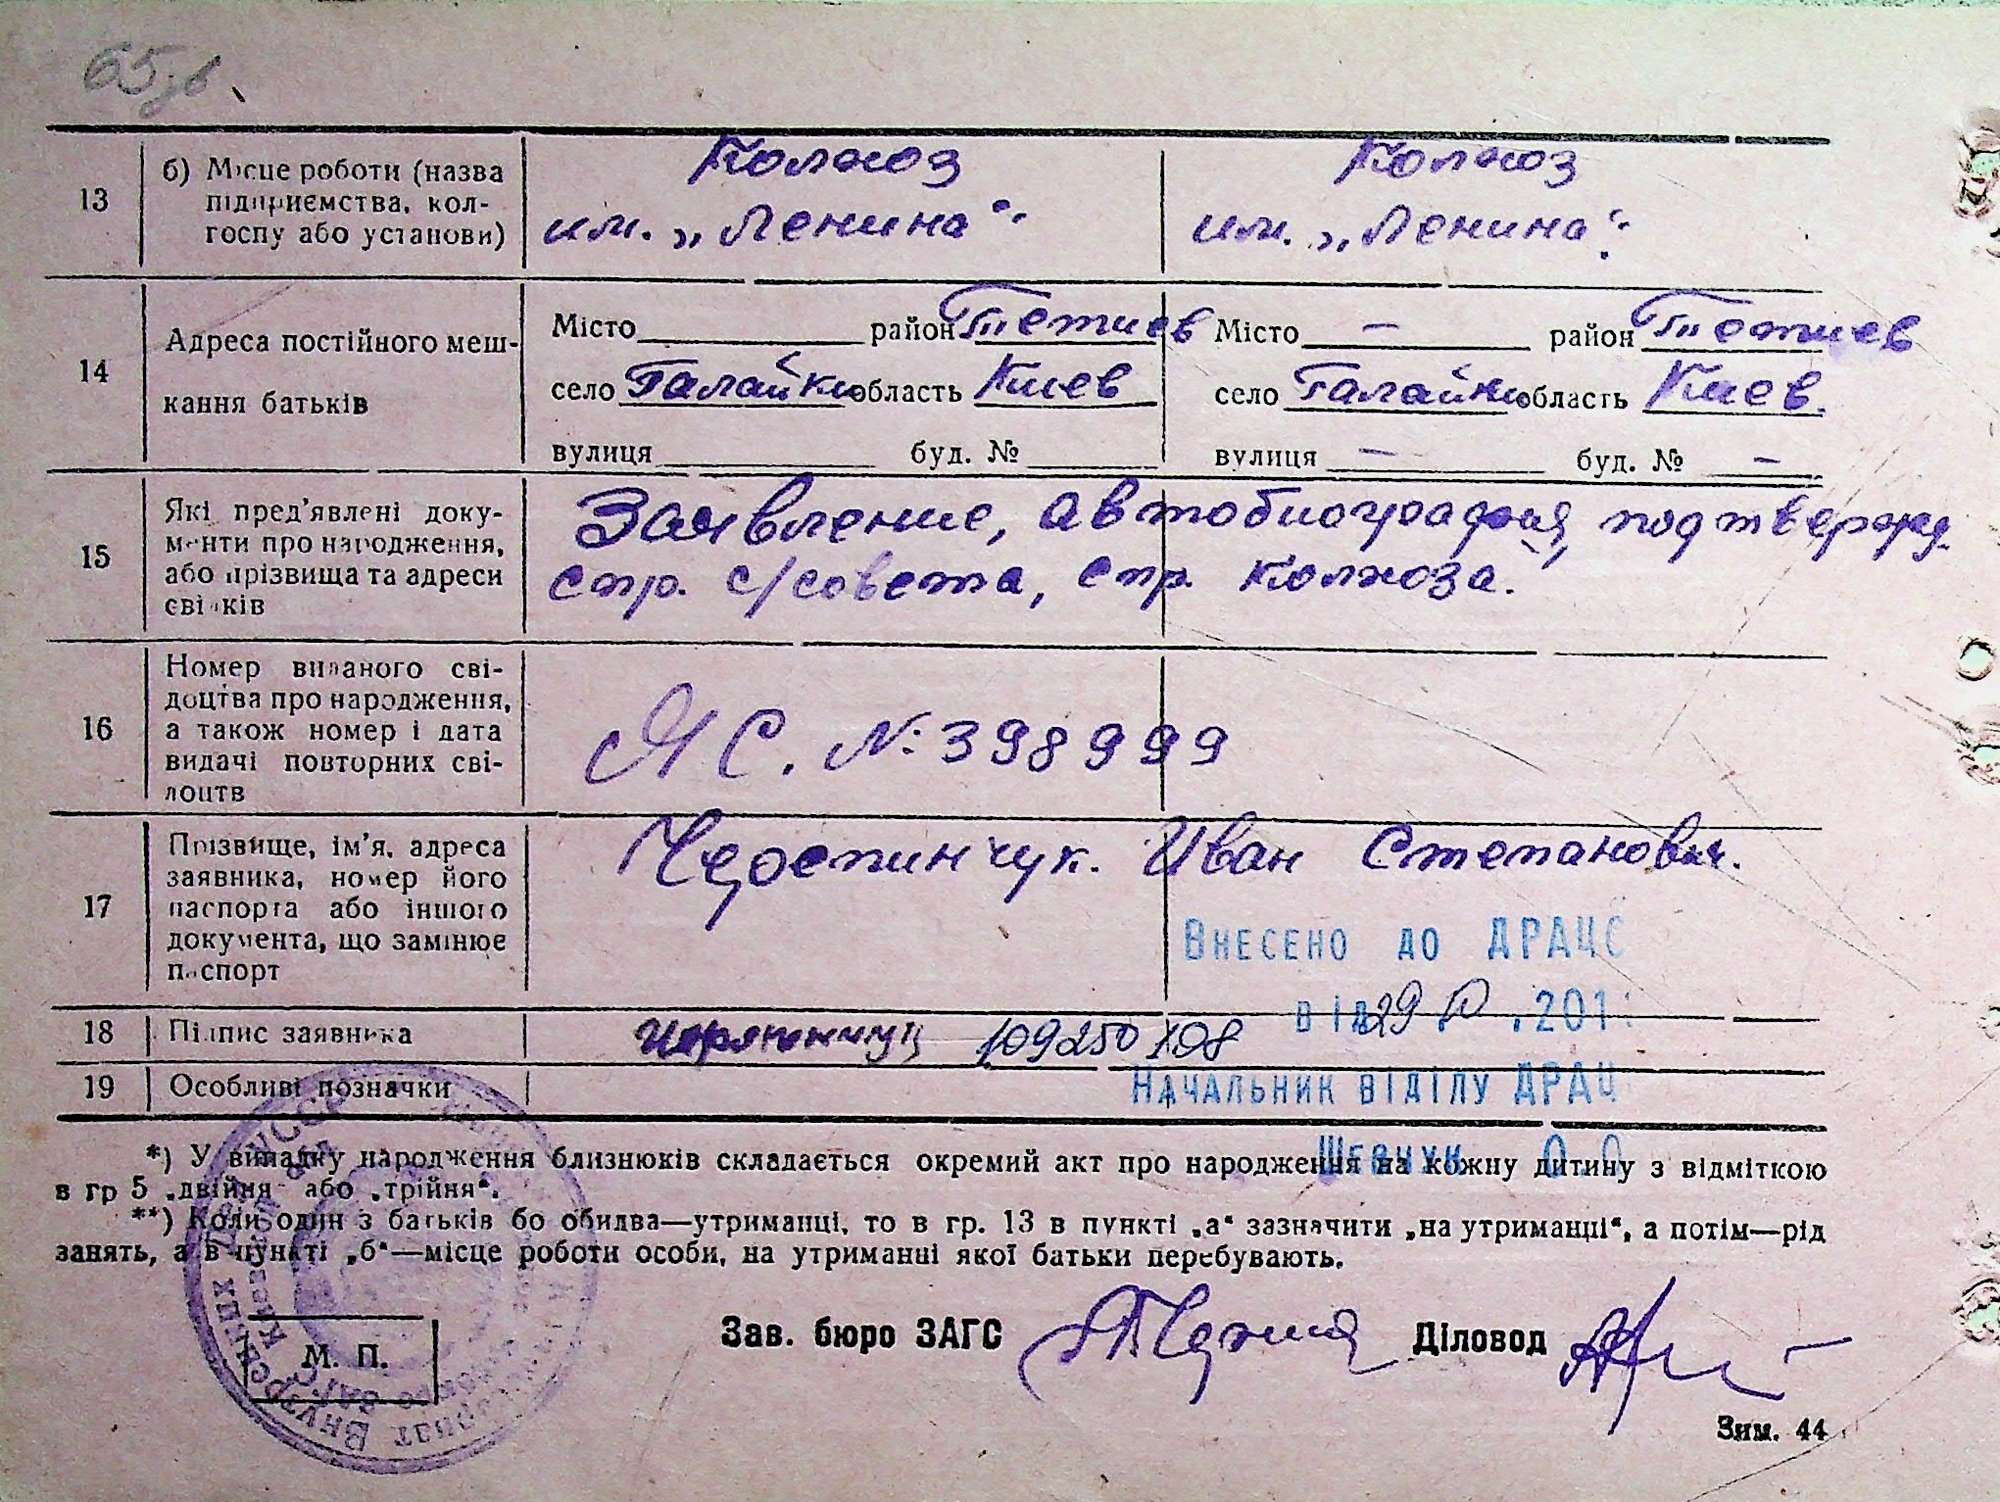 65зв.
13
б) Місце роботи (назва
підприємства, кол-
госпу або установи)
Колхоз
им. „Ленина“.
Колхоз
им. „Ленина“.
14
Адреса постійного меш-
кання батьків
Місто район Тетиев
село Галайки область Киев
вулиця буд. №
Місто — район Тетиев
село Галайки область Киев.
вулиця — буд. № —
15
Які пред'явлені доку-
менти про народження,
або прізвища та адреси
свідків
Заявление, автобиография, подтвержд.
стр. с/совета, стр. колхоза.
16
Номер виданого сві-
доцтва про народження,
а також номер і дата
видачі повторних сві-
доцтв
ЯС. №: 398999
17
Прізвище, ім'я, адреса
заявника, номер його
паспорта або іншого
документа, що замінює
паспорт
Иван Степанович.
Внесено до ДРАЦС
від 29 .201
18
Підпис заявника
109250108
19
Особливі позначки
Начальник відділу ДРАЦ
Шевчук О О
*) У випадку народження близнюків складається окремий акт про народження на кожну дитину з відміткою
в гр 5 „двійня“ або „трійня“.
**) Коли один з батьків бо обидва—утриманці, то в гр. 13 в пункті „а“ зазначити „на утриманці“, а потім—рід
занять, а в пункті „б“—місце роботи особи, на утриманні якої батьки перебувають.
М. П.
Зав. бюро ЗАГС
Діловод
Зим. 44